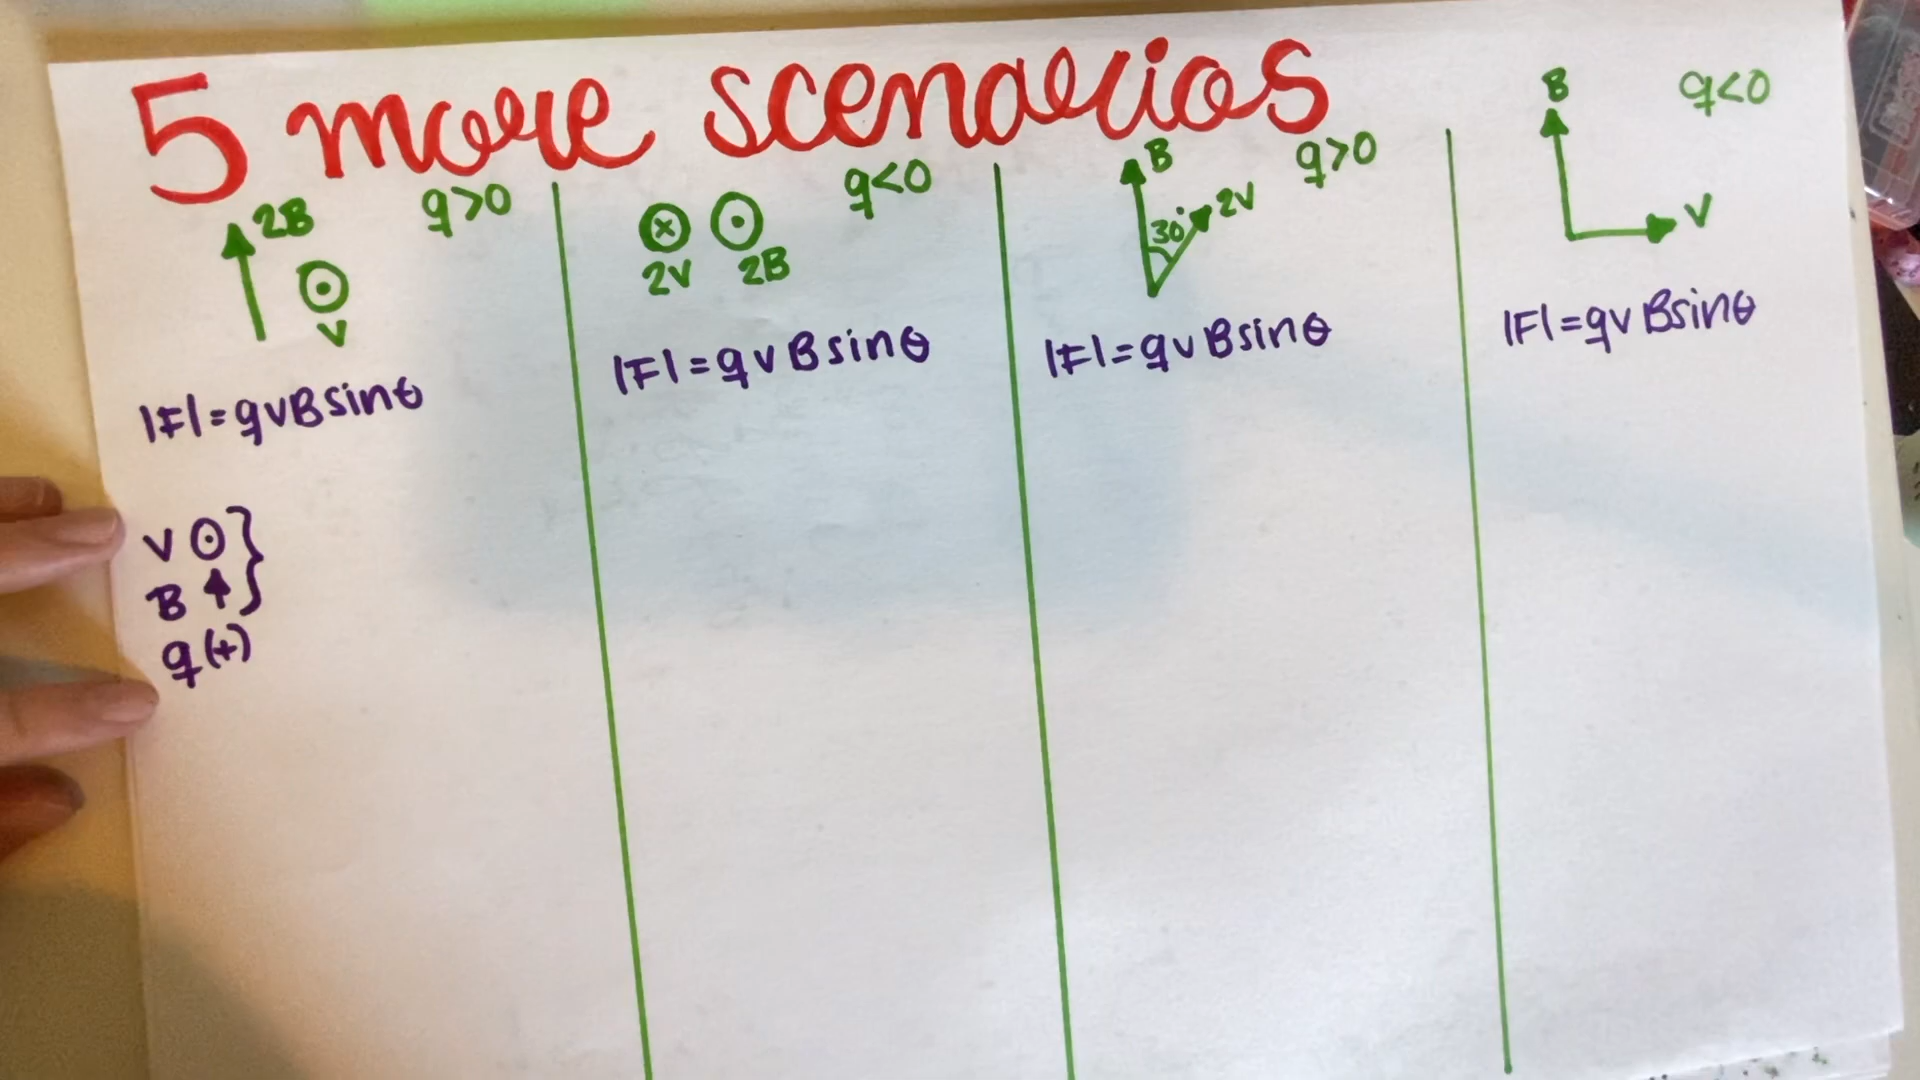 5 more scenarios
2B q>0
V
|F|=qvBsinθ
V ⊙
B ↑
q(+)
q<0
2V 2B
|F|=qvBsinθ
B q>0
30° 2V
|F|=qvBsinθ
B q<0
V
|F|=qvBsinθ